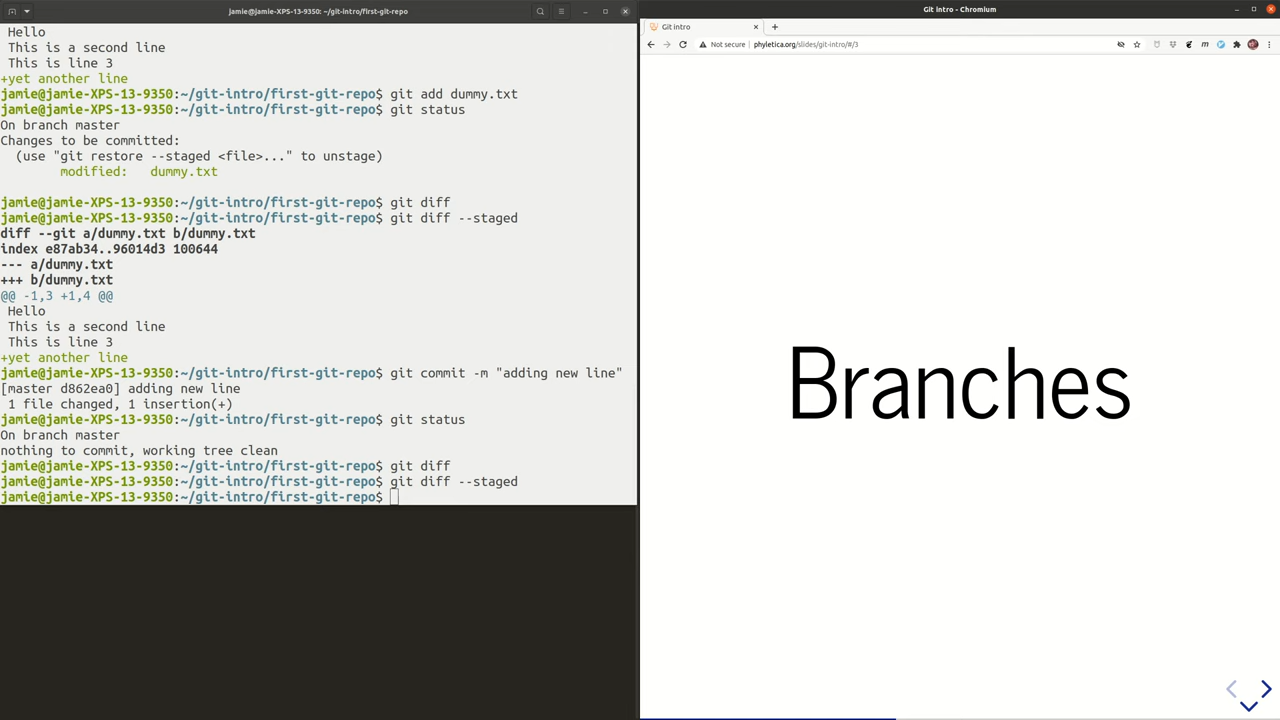 jamie@jamie-XPS-13-9350: ~/git-intro/first-git-repo
Hello
This is a second line
This is line 3
+yet another line
jamie@jamie-XPS-13-9350:~/git-intro/first-git-repo$ git add dummy.txt
jamie@jamie-XPS-13-9350:~/git-intro/first-git-repo$ git status
On branch master
Changes to be committed:
(use "git restore --staged <file>..." to unstage)
modified:   dummy.txt
jamie@jamie-XPS-13-9350:~/git-intro/first-git-repo$ git diff
jamie@jamie-XPS-13-9350:~/git-intro/first-git-repo$ git diff --staged
diff --git a/dummy.txt b/dummy.txt
index e87ab34..96014d3 100644
--- a/dummy.txt
+++ b/dummy.txt
@@ -1,3 +1,4 @@
Hello
This is a second line
This is line 3
+yet another line
jamie@jamie-XPS-13-9350:~/git-intro/first-git-repo$ git commit -m "adding new line"
[master d862ea0] adding new line
1 file changed, 1 insertion(+)
jamie@jamie-XPS-13-9350:~/git-intro/first-git-repo$ git status
On branch master
nothing to commit, working tree clean
jamie@jamie-XPS-13-9350:~/git-intro/first-git-repo$ git diff
jamie@jamie-XPS-13-9350:~/git-intro/first-git-repo$ git diff --staged
jamie@jamie-XPS-13-9350:~/git-intro/first-git-repo$
Git intro - Chromium
Git intro
Not secure
phyletica.org/slides/git-intro/#/3
m
Branches